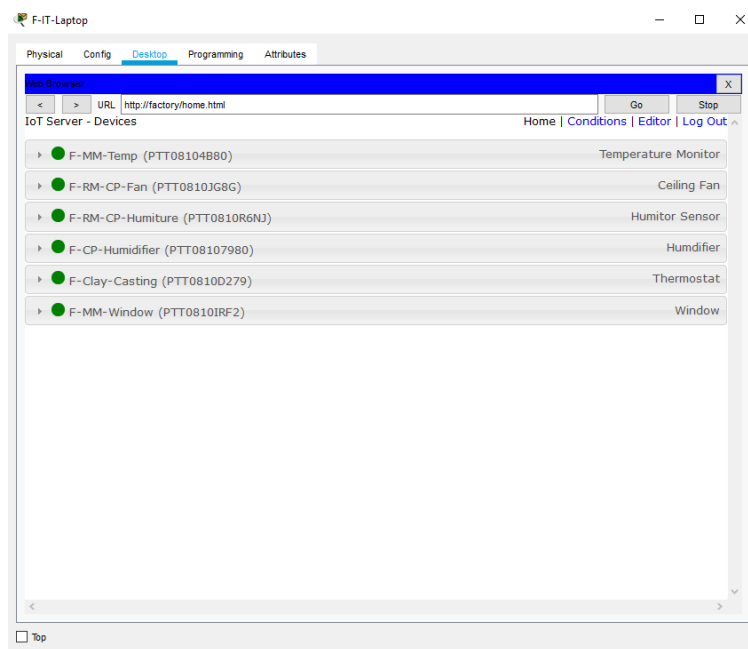 F-IT-Laptop
Physical Config Desktop Programming Attributes
Web Browser X
< > URL http://factory/home.html Go Stop
IoT Server - Devices Home | Conditions | Editor | Log Out
F-MM-Temp (PTT08104B80) Temperature Monitor
F-RM-CP-Fan (PTT0810JG8G) Ceiling Fan
F-RM-CP-Humiture (PTT0810R6NJ) Humitor Sensor
F-CP-Humidifier (PTT08107980) Humdifier
F-Clay-Casting (PTT0810D279) Thermostat
F-MM-Window (PTT0810IRF2) Window
Top